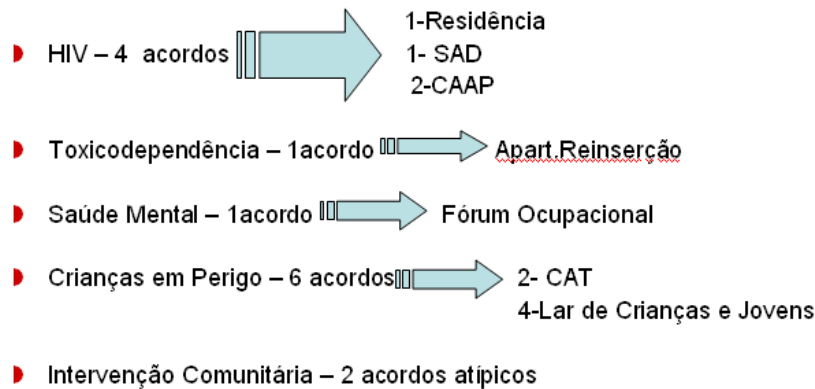 1-Residência
HIV – 4 acordos
1- SAD
2-CAAP
Toxicodependência – 1acordo
Apart.Reinserção
Saúde Mental – 1acordo
Fórum Ocupacional
Crianças em Perigo – 6 acordos
2- CAT
4-Lar de Crianças e Jovens
Intervenção Comunitária – 2 acordos atípicos